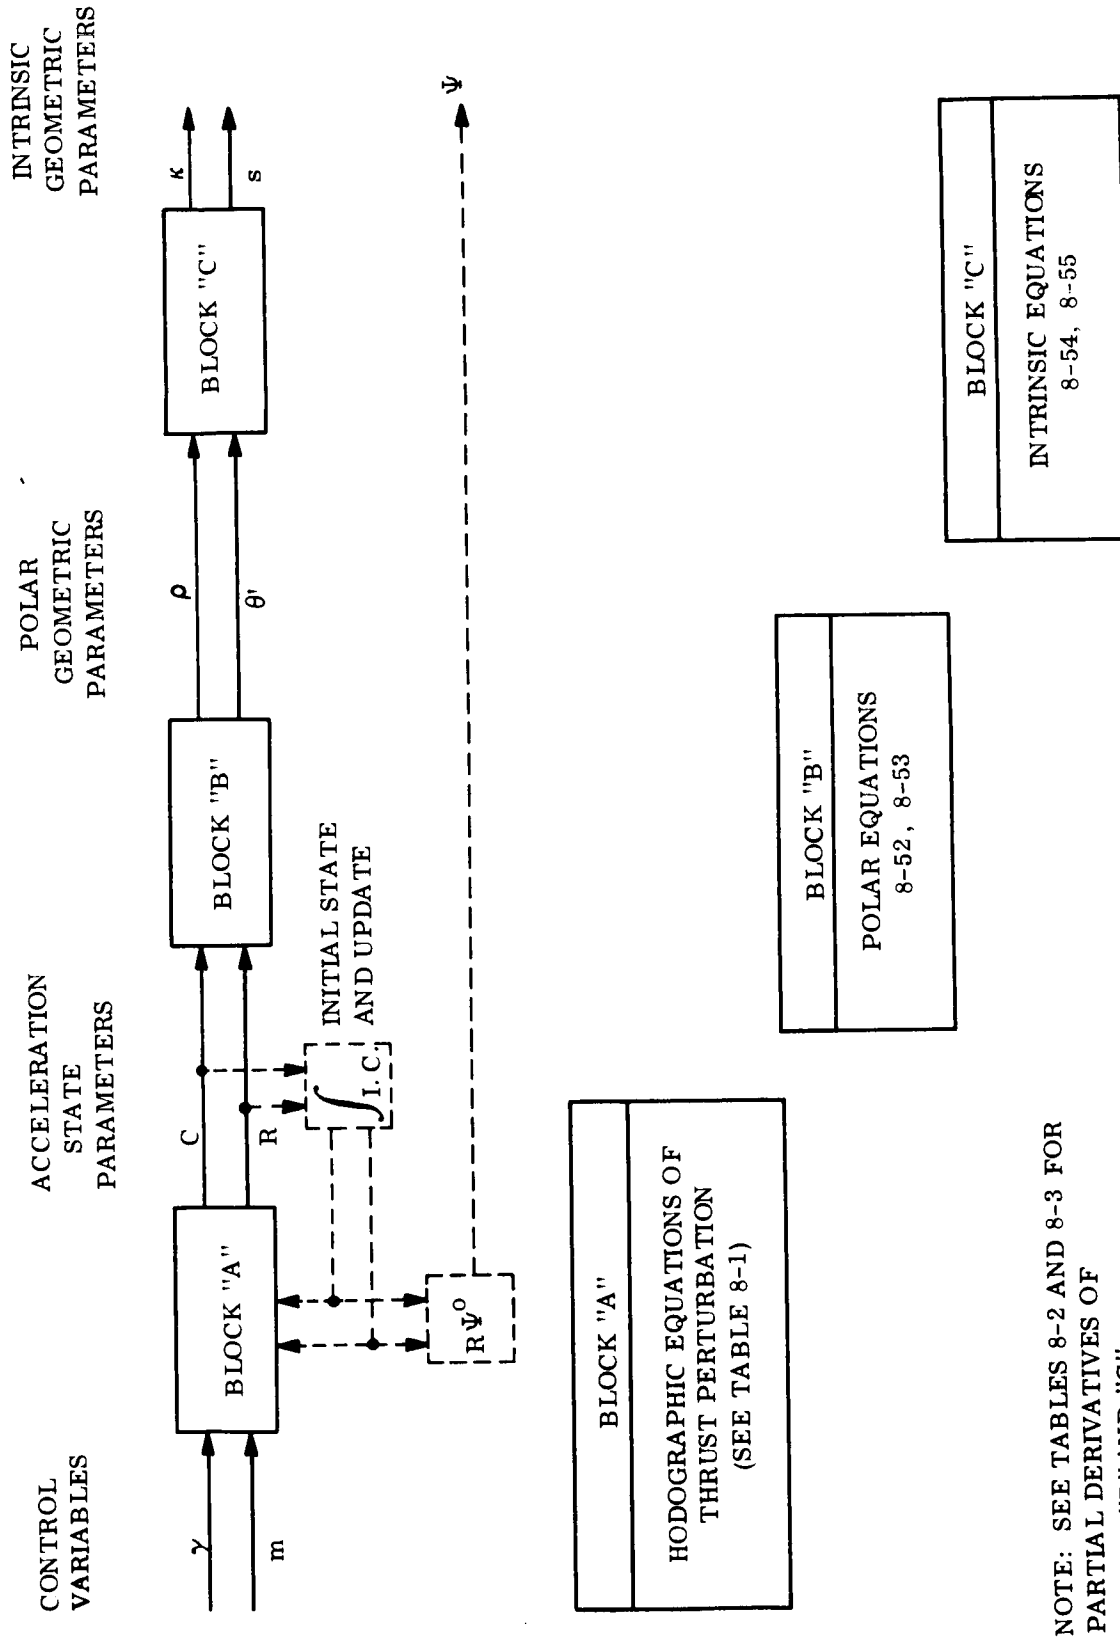 CONTROL
VARIABLES
ACCELERATION
STATE
PARAMETERS
POLAR
GEOMETRIC
PARAMETERS
INTRINSIC
GEOMETRIC
PARAMETERS
γ
m
BLOCK "A"
C
R
BLOCK "B"
ρ
θ'
BLOCK "C"
κ
s
∫ I. C.
INITIAL STATE
AND UPDATE
RΨ°
Ψ
BLOCK "A"
HODOGRAPHIC EQUATIONS OF
THRUST PERTURBATION
(SEE TABLE 8-1)
BLOCK "B"
POLAR EQUATIONS
8-52, 8-53
BLOCK "C"
INTRINSIC EQUATIONS
8-54, 8-55
NOTE: SEE TABLES 8-2 AND 8-3 FOR
PARTIAL DERIVATIVES OF
AND "C"